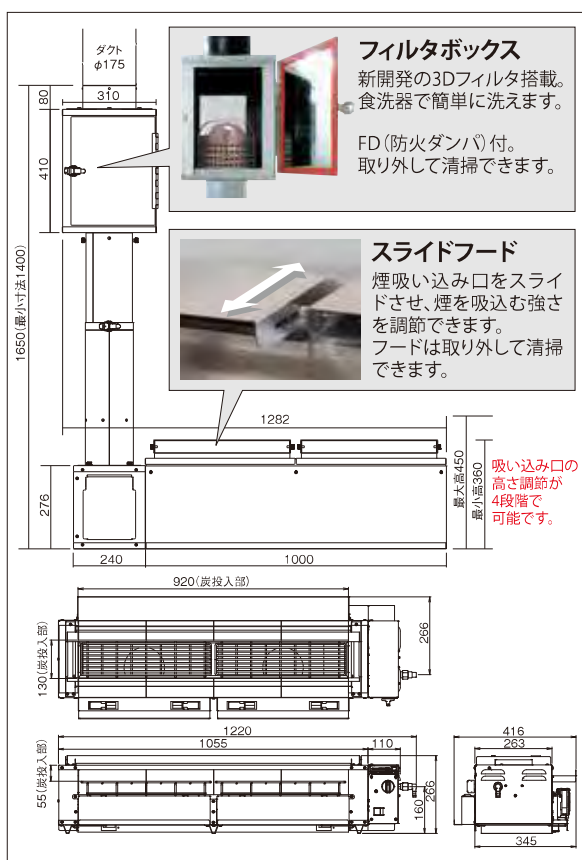 ダクト
φ175
310
180
410
1650(最小寸法1400)
フィルタボックス
新開発の3Dフィルタ搭載。
食洗器で簡単に洗えます。
FD(防火ダンパ)付。
取り外して清掃できます。
スライドフード
煙吸い込み口をスライ
ドさせ、煙を吸込む強さ
を調節できます。
フードは取り外して清掃
できます。
1282
276
240
1000
最大高450
最小高360
吸い込み口の
高さ調節が
4段階で
可能です。
920(炭投入部)
130(炭投入部)
266
1220
1055
110
55(炭投入部)
266
160
416
263
345